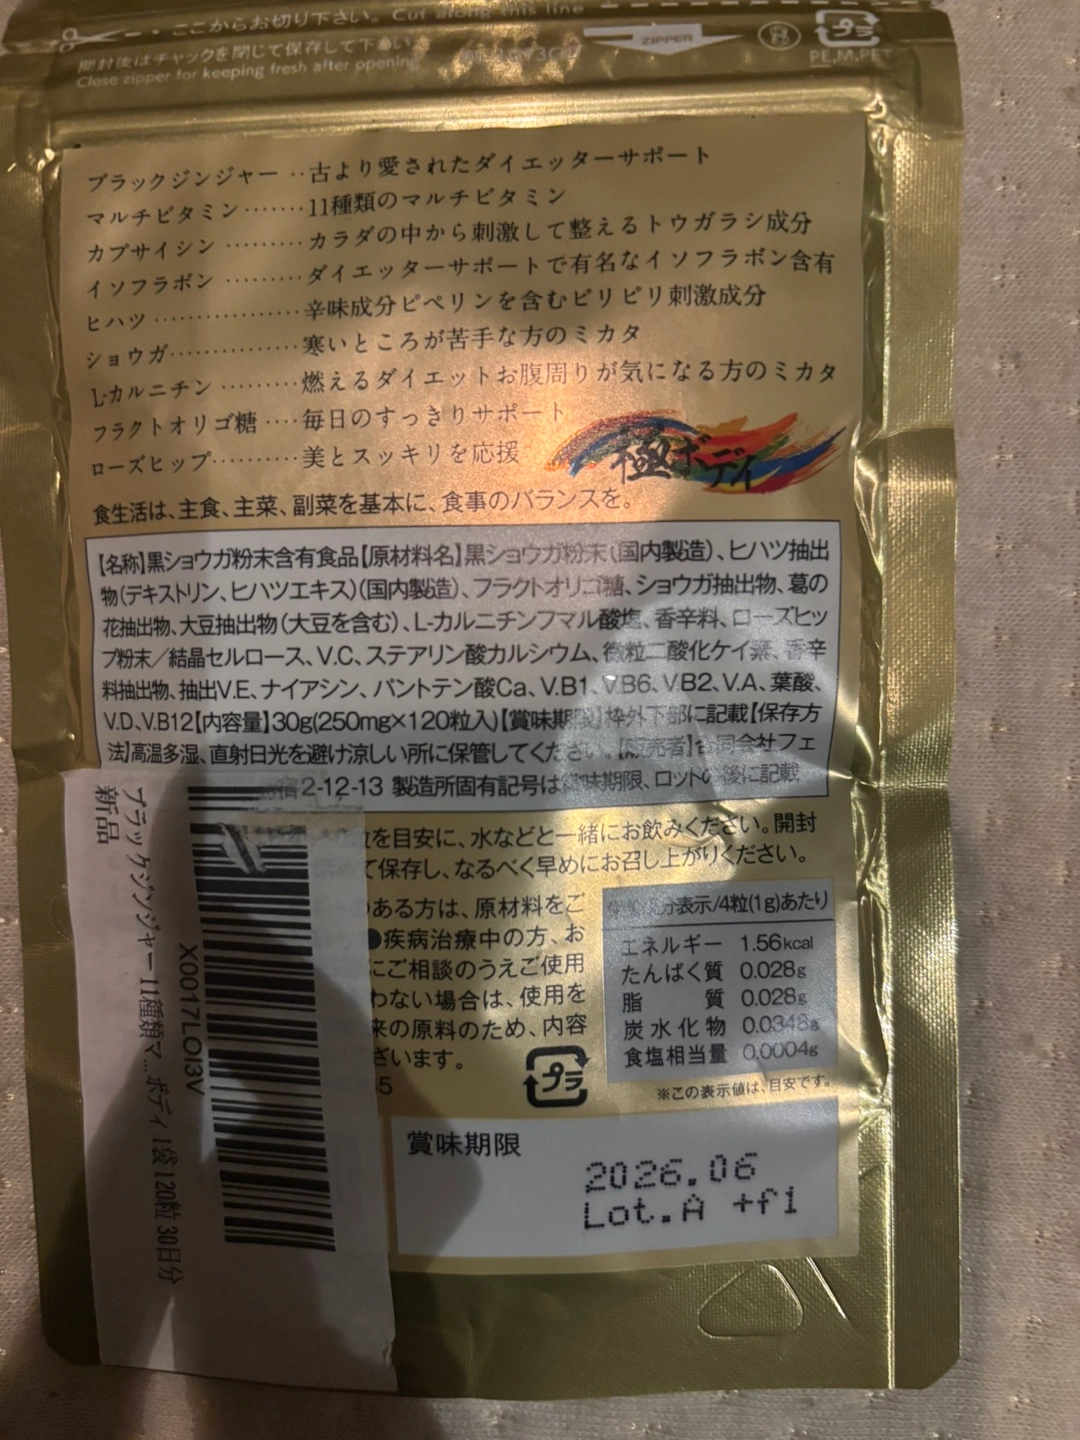 ここからお切り下さい。Cut along this line
開封後はチャックを閉じて保存して下さい
Close zipper for keeping fresh after opening
ZIPPER
プラ
PE,M,PET
ブラックジンジャー ‥古より愛されたダイエッターサポート
マルチビタミン‥‥‥‥11種類のマルチビタミン
カプサイシン ‥‥‥‥‥カラダの中から刺激して整えるトウガラシ成分
イソフラボン ‥‥‥‥‥ダイエッターサポートで有名なイソフラボン含有
ヒハツ ‥‥‥‥‥‥‥‥辛味成分ピペリンを含むピリピリ刺激成分
ショウガ‥‥‥‥‥‥‥‥寒いところが苦手な方のミカタ
L-カルニチン ‥‥‥‥‥燃えるダイエットお腹周りが気になる方のミカタ
フラクトオリゴ糖 ‥‥毎日のすっきりサポート
ローズヒップ‥‥‥‥‥美とスッキリを応援
極ボディ
食生活は、主食、主菜、副菜を基本に、食事のバランスを。
【名称】黒ショウガ粉末含有食品【原材料名】黒ショウガ粉末(国内製造)、ヒハツ抽出
物(デキストリン、ヒハツエキス)(国内製造)、フラクトオリゴ糖、ショウガ抽出物、葛の
花抽出物、大豆抽出物(大豆を含む)、L-カルニチンフマル酸塩、香辛料、ローズヒッ
プ粉末／結晶セルロース、V.C、ステアリン酸カルシウム、微粒二酸化ケイ素、香辛
料抽出物、抽出V.E、ナイアシン、パントテン酸Ca、V.B1、V.B6、V.B2、V.A、葉酸、
V.D、V.B12【内容量】30g(250mg×120粒入)【賞味期限】枠外下部に記載【保存方
法】高温多湿、直射日光を避け涼しい所に保管してください。【販売者】合同会社フェ
2-12-13 製造所固有記号は賞味期限、ロットの後に記載
粒を目安に、水などと一緒にお飲みください。開封
て保存し、なるべく早めにお召し上がりください。
のある方は、原材料をご
●疾病治療中の方、お
にご相談のうえご使用
わない場合は、使用を
来の原料のため、内容
ざいます。
5
プラ
成分表示/4粒(1g)あたり
エネルギー 1.56kcal
たんぱく質 0.028g
脂 質 0.028g
炭水化物 0.0348g
食塩相当量 0.0004g
※この表示値は、目安です。
賞味期限
2026.06
Lot.A +f1
X0017LOI3V
ブラックジンジャー 11種類マ...ボディ 1袋 120粒 30日分
新品